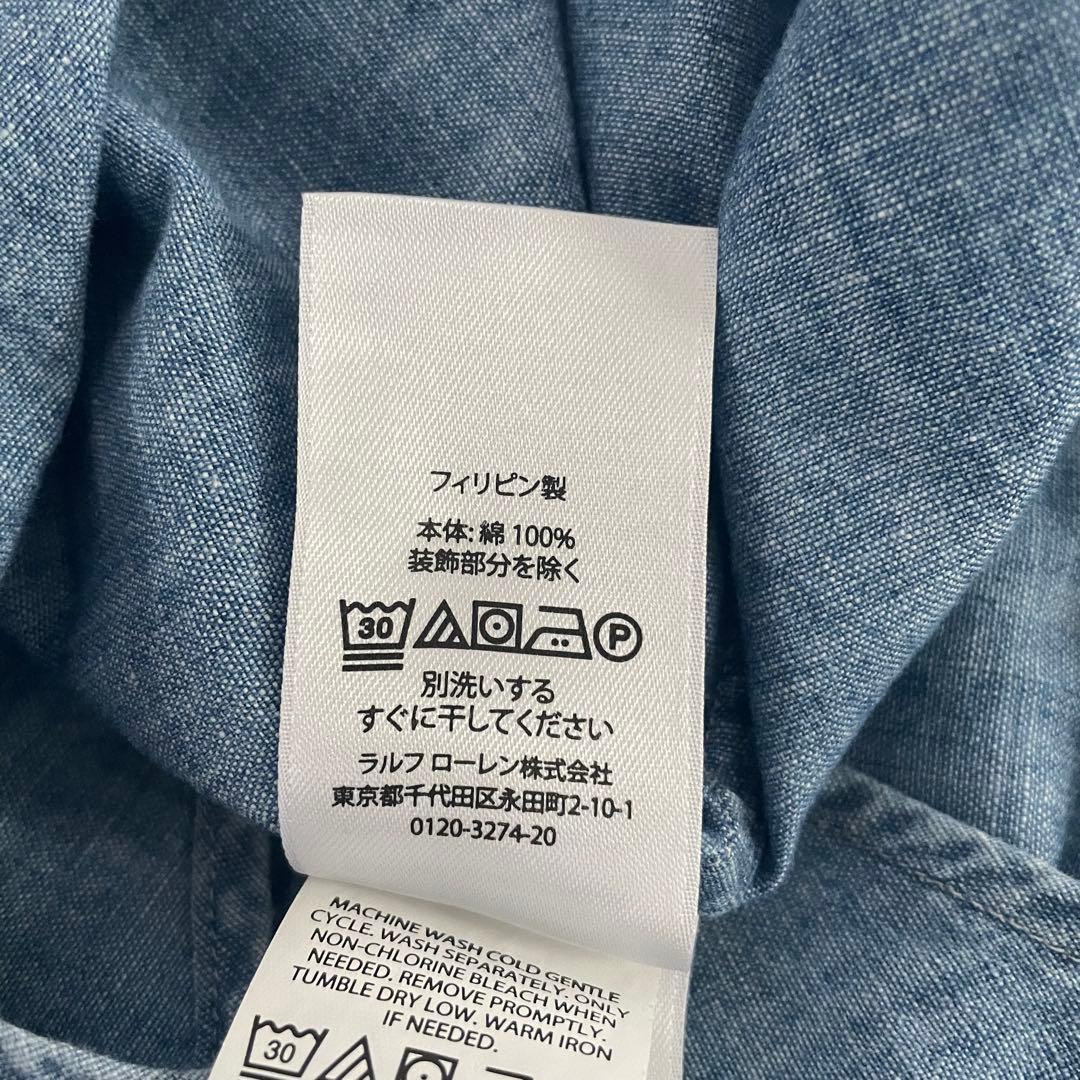 フィリピン製
本体: 綿 100%
装飾部分を除く
30 P
別洗いする
すぐに干してください
ラルフ ローレン株式会社
東京都千代田区永田町2-10-1
0120-3274-20
MACHINE WASH COLD GENTLE
CYCLE. WASH SEPARATELY. ONLY
NON-CHLORINE BLEACH WHEN
NEEDED. REMOVE PROMPTLY.
TUMBLE DRY LOW. WARM IRON
IF NEEDED.
30